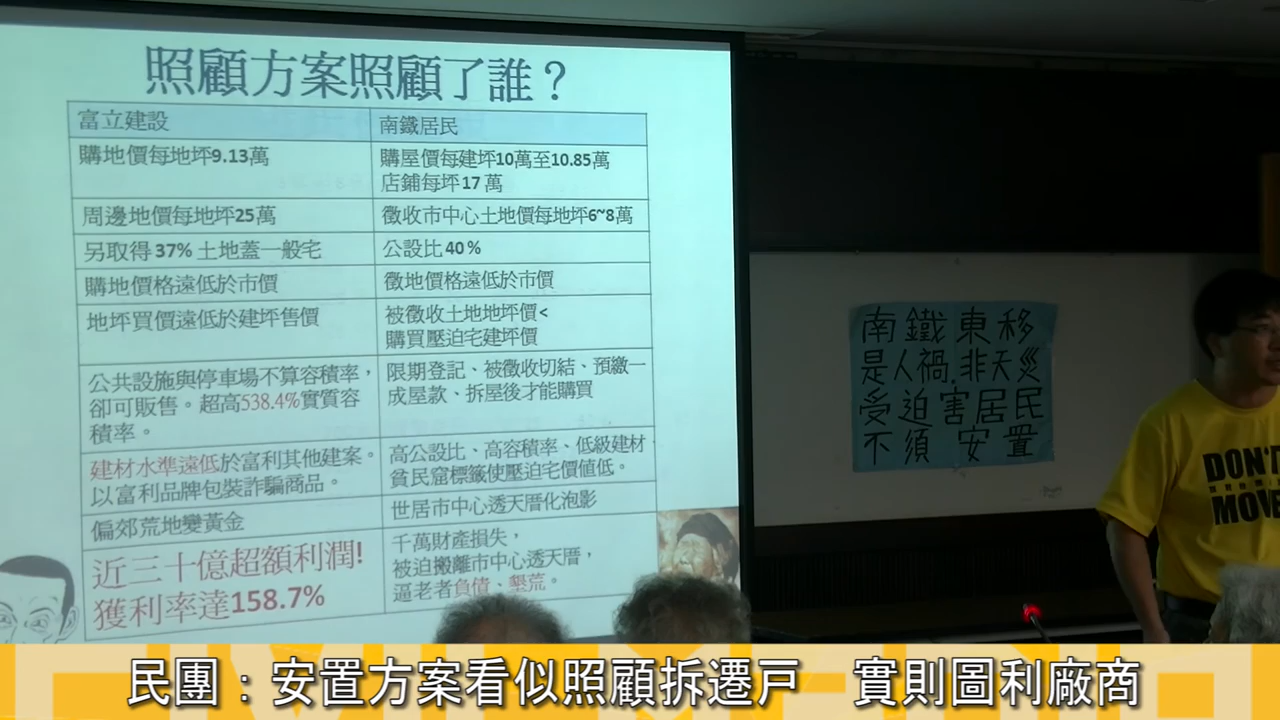 照顧方案照顧了誰？
富立建設
南鐵居民
購地價每地坪9.13萬
購屋價每建坪10萬至10.85萬
店鋪每坪17萬
周邊地價每地坪25萬
徵收市中心土地價每地坪6~8萬
另取得37%土地蓋一般宅
公設比40%
購地價格遠低於市價
徵地價格遠低於市價
地坪買價遠低於建坪售價
被徵收土地地坪價<
購買壓迫宅建坪價
公共設施與停車場不算容積率，
卻可販售。超高538.4%實質容
積率。
限期登記、被徵收切結、預繳一
成屋款、拆屋後才能購買
建材水準遠低於富利其他建案。
以富利品牌包裝詐騙商品。
高公設比、高容積率、低級建材
貧民窟標籤使壓迫宅價值低。
偏郊荒地變黃金
世居市中心透天厝化泡影
近三十億超額利潤!
獲利率達158.7%
千萬財產損失，
被迫搬離市中心透天厝，
逼老者負債、墾荒。
南鐵東移
是人禍,非天災
受迫害居民
不須安置
DON'T
MOVE
民團：安置方案看似照顧拆遷戶　實則圖利廠商